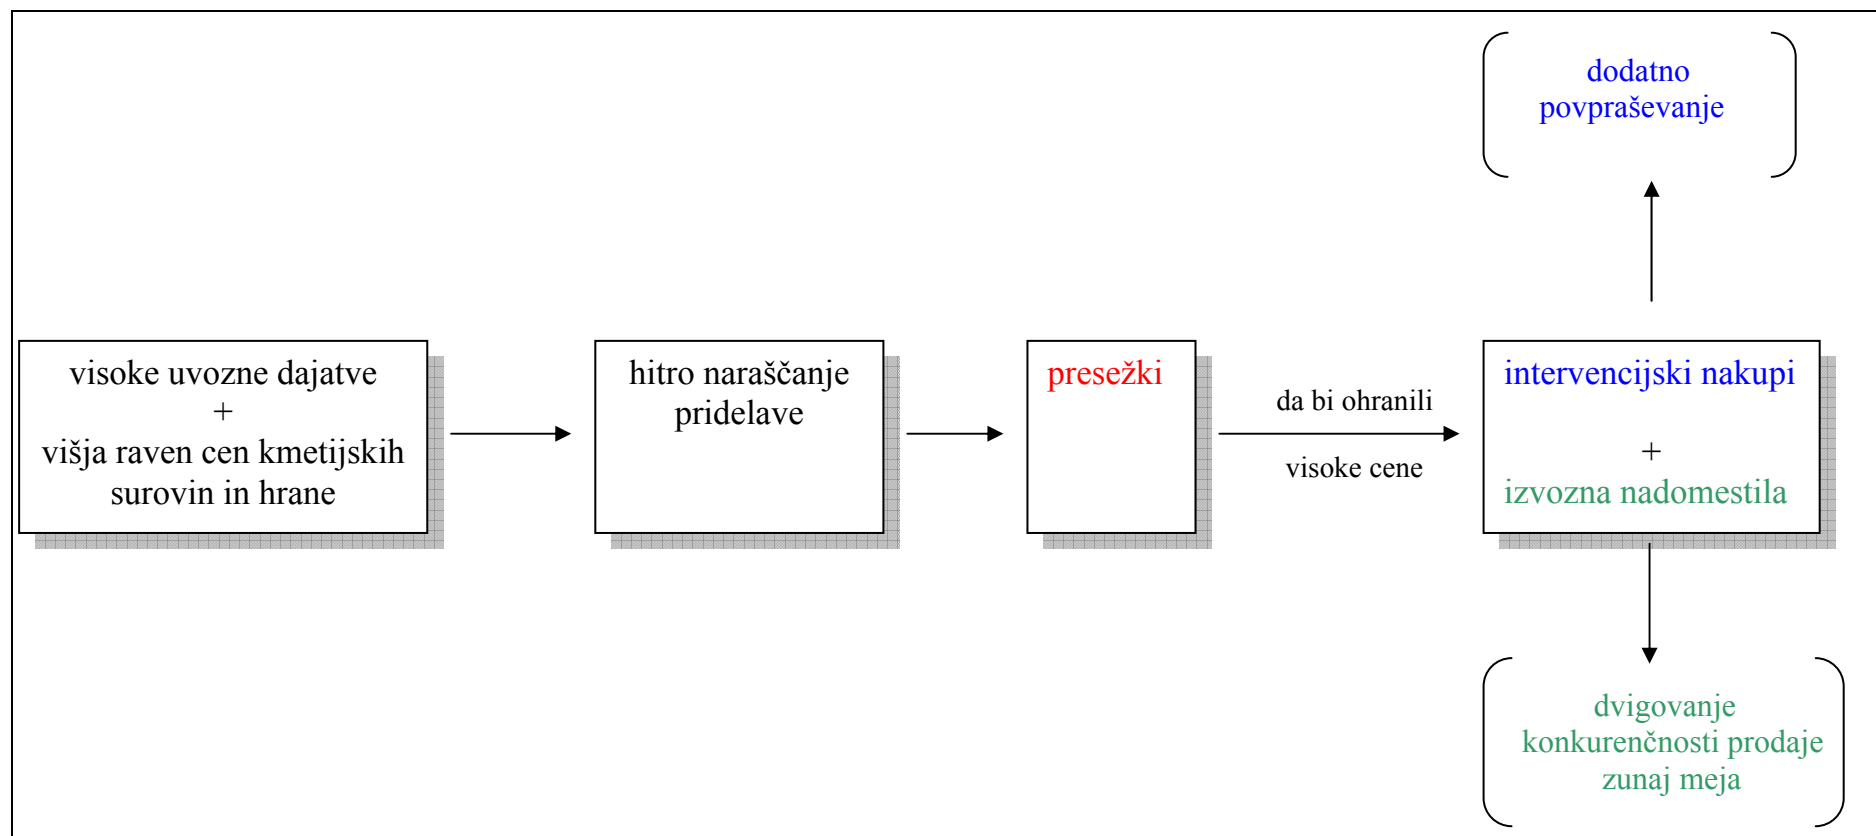 dodatno
povpraševanje
visoke uvozne dajatve
+
višja raven cen kmetijskih
surovin in hrane
hitro naraščanje
pridelave
presežki
da bi ohranili
visoke cene
intervencijski nakupi
+
izvozna nadomestila
dvigovanje
konkurenčnosti prodaje
zunaj meja